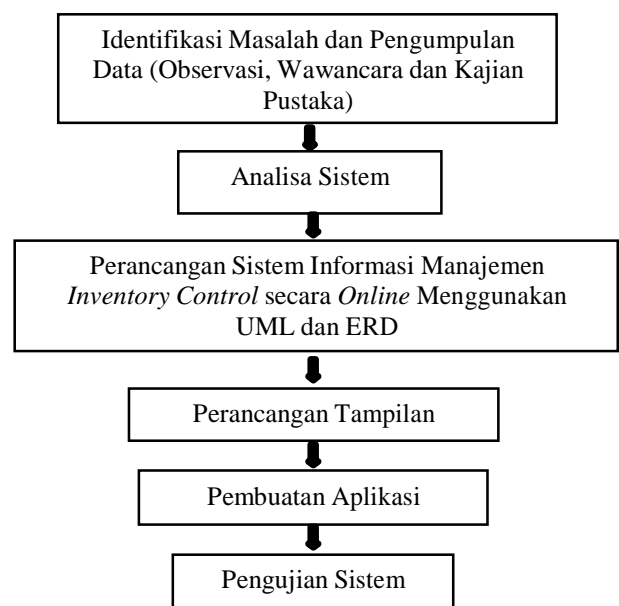 Identifikasi Masalah dan Pengumpulan
Data (Observasi, Wawancara dan Kajian
Pustaka)
Analisa Sistem
Perancangan Sistem Informasi Manajemen
Inventory Control secara Online Menggunakan
UML dan ERD
Perancangan Tampilan
Pembuatan Aplikasi
Pengujian Sistem